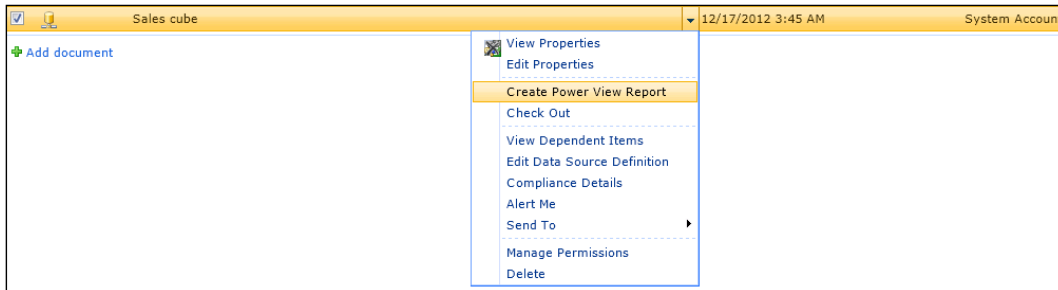 Sales cube 12/17/2012 3:45 AM System Accoun
Add document
View Properties
Edit Properties
Create Power View Report
Check Out
View Dependent Items
Edit Data Source Definition
Compliance Details
Alert Me
Send To
Manage Permissions
Delete